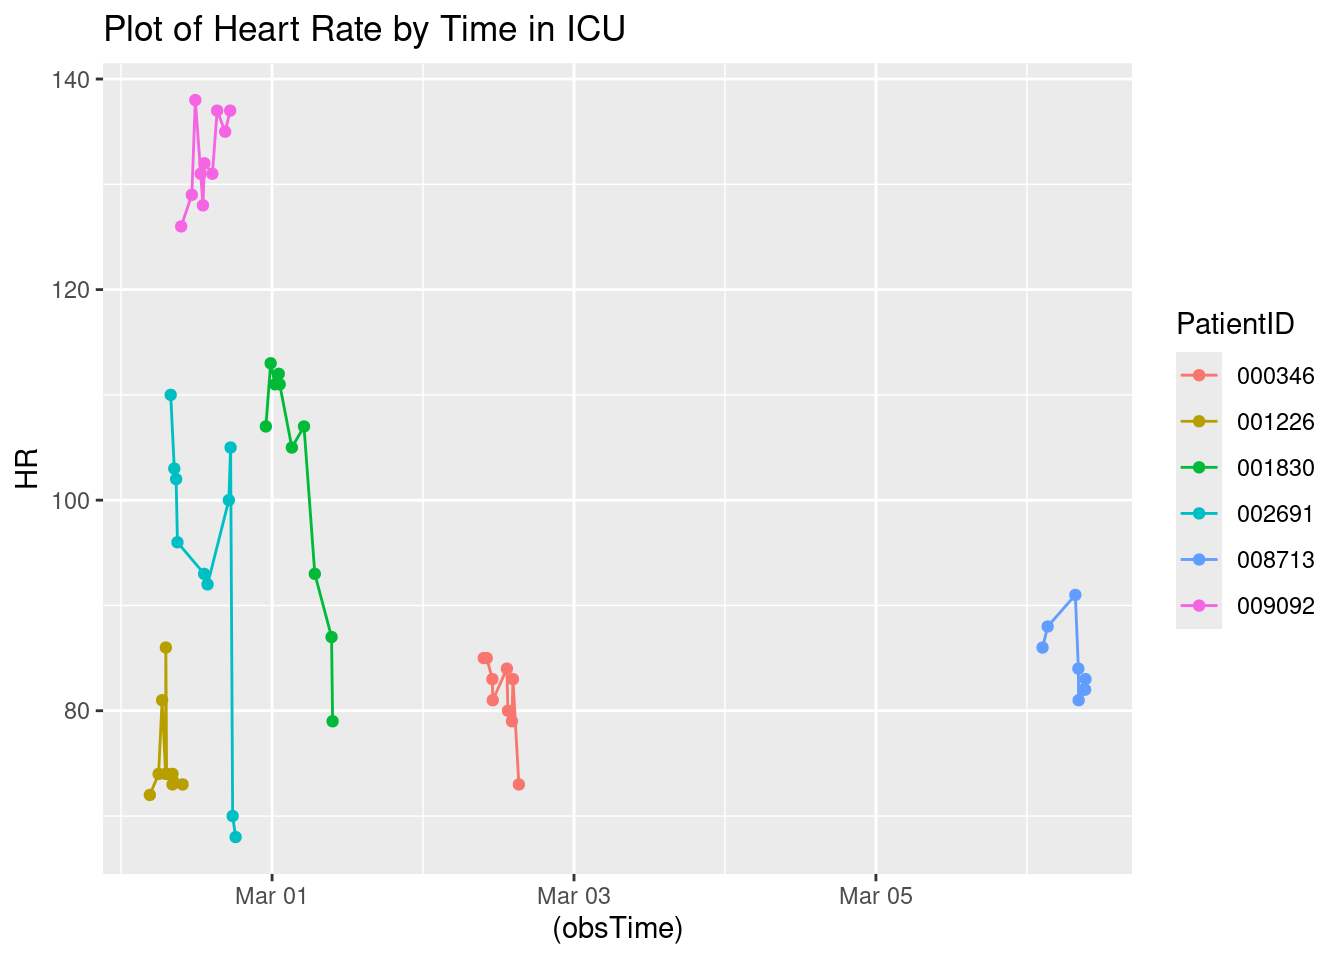 Plot of Heart Rate by Time in ICU
140
120
100
80
HR
Mar 01
Mar 03
Mar 05
(obsTime)
PatientID
000346
001226
001830
002691
008713
009092